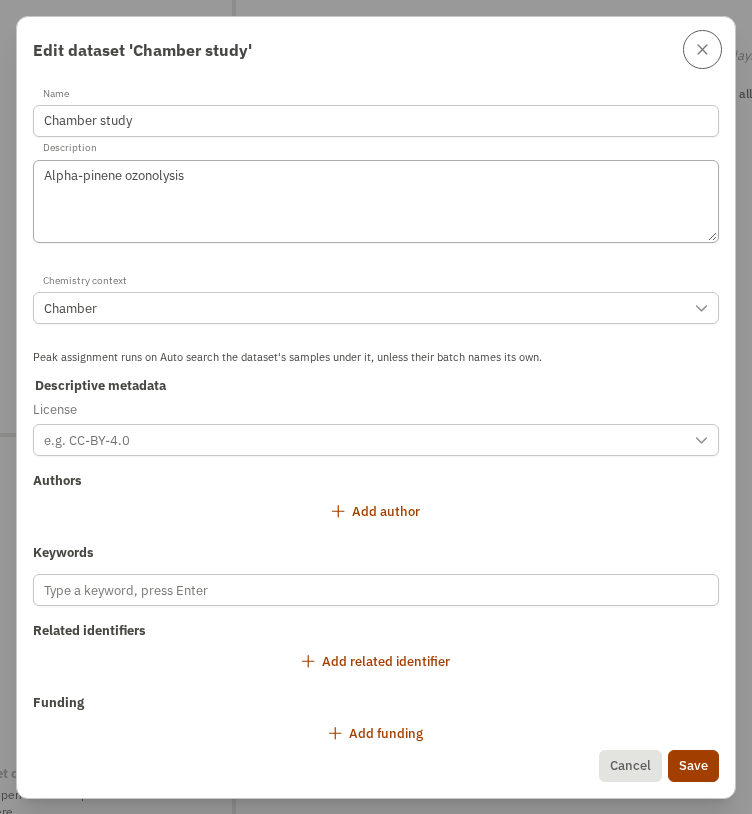 Edit dataset 'Chamber study'
Name
Chamber study
Description
Alpha-pinene ozonolysis
Chemistry context
Chamber
Peak assignment runs on Auto search the dataset's samples under it, unless their batch names its own.
Descriptive metadata
License
e.g. CC-BY-4.0
Authors
Add author
Keywords
Type a keyword, press Enter
Related identifiers
Add related identifier
Funding
Add funding
Cancel
Save
all